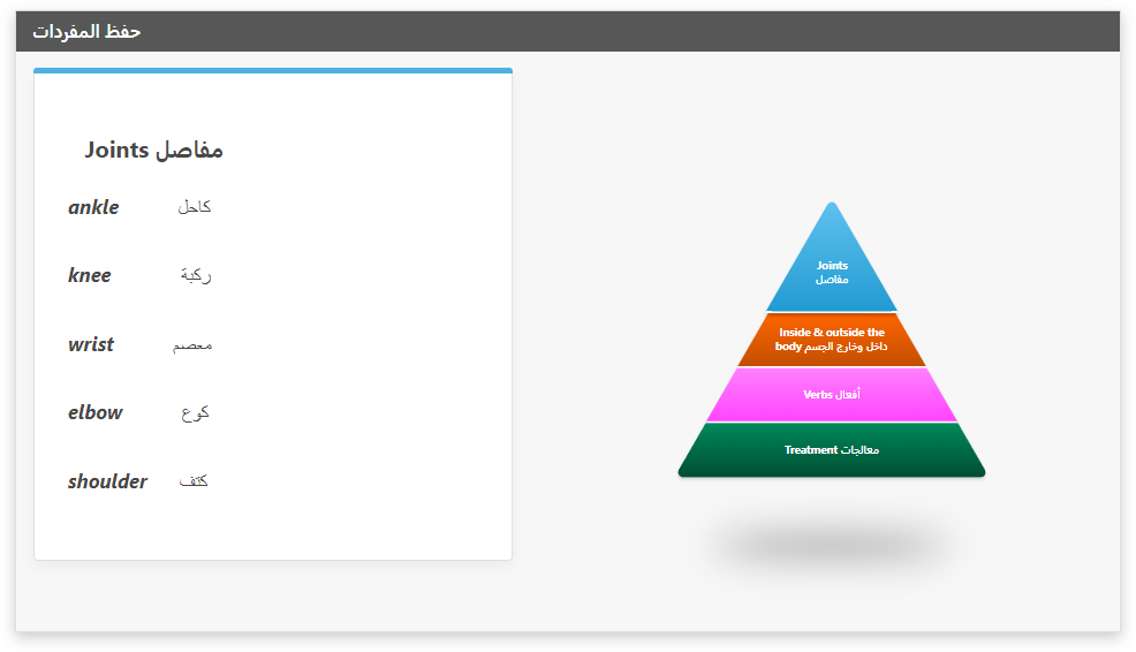 حفظ المفردات
Joints مفاصل
ankle كاحل
knee ركبة
wrist معصم
elbow كوع
shoulder كتف
Joints
مفاصل
Inside & outside the
body داخل وخارج الجسم
Verbs أفعال
Treatment معالجات